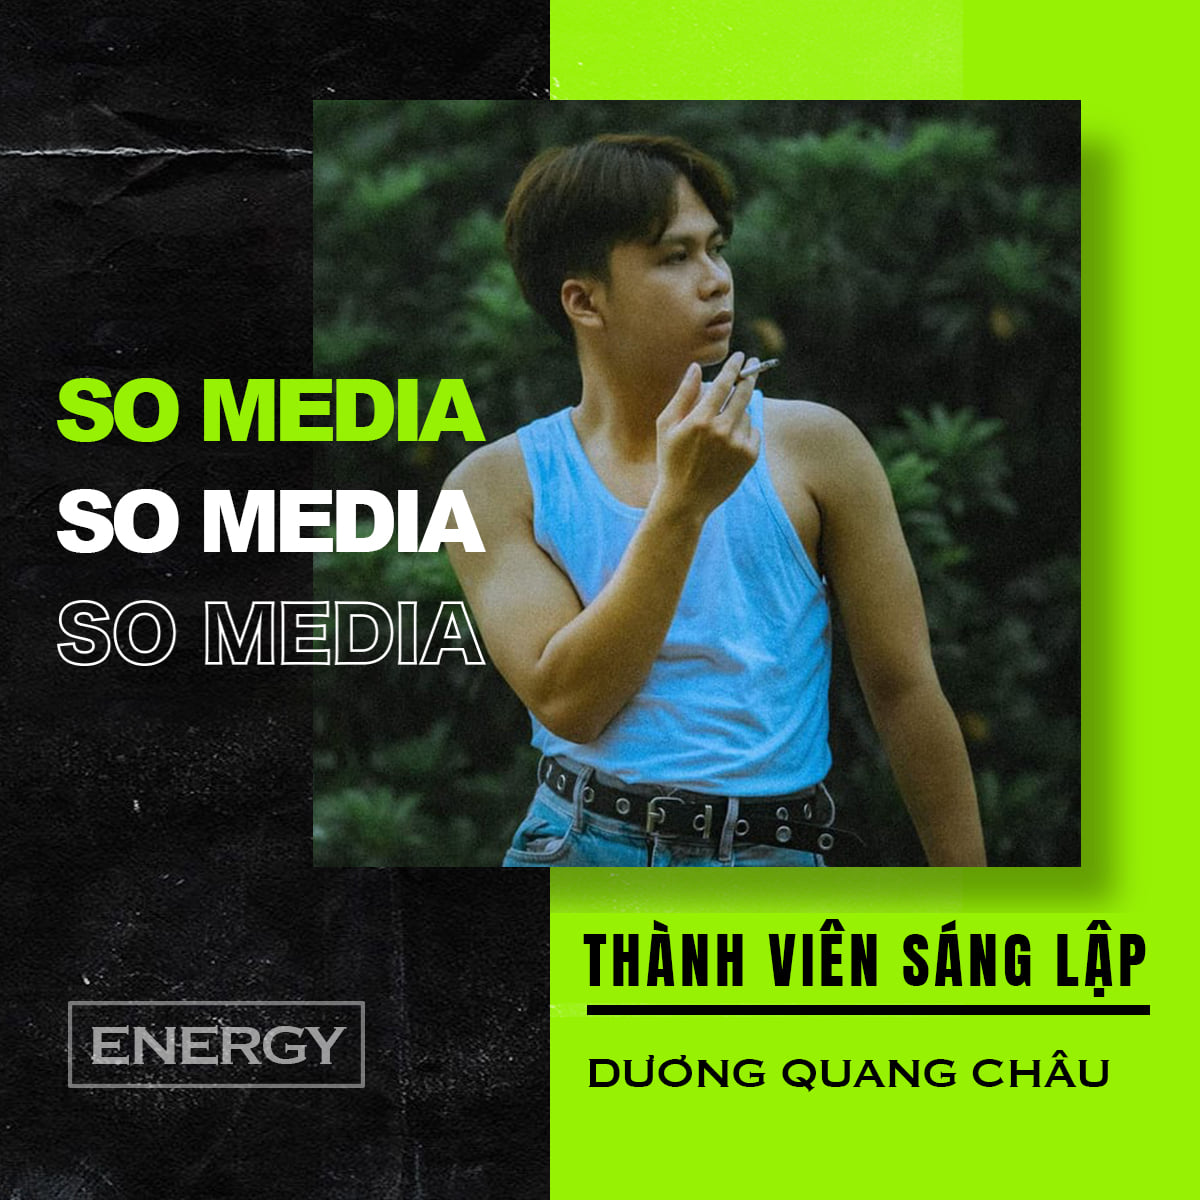 SO MEDIA
SO MEDIA
SO MEDIA
THÀNH VIÊN SÁNG LẬP
ENERGY
DƯƠNG QUANG CHÂU